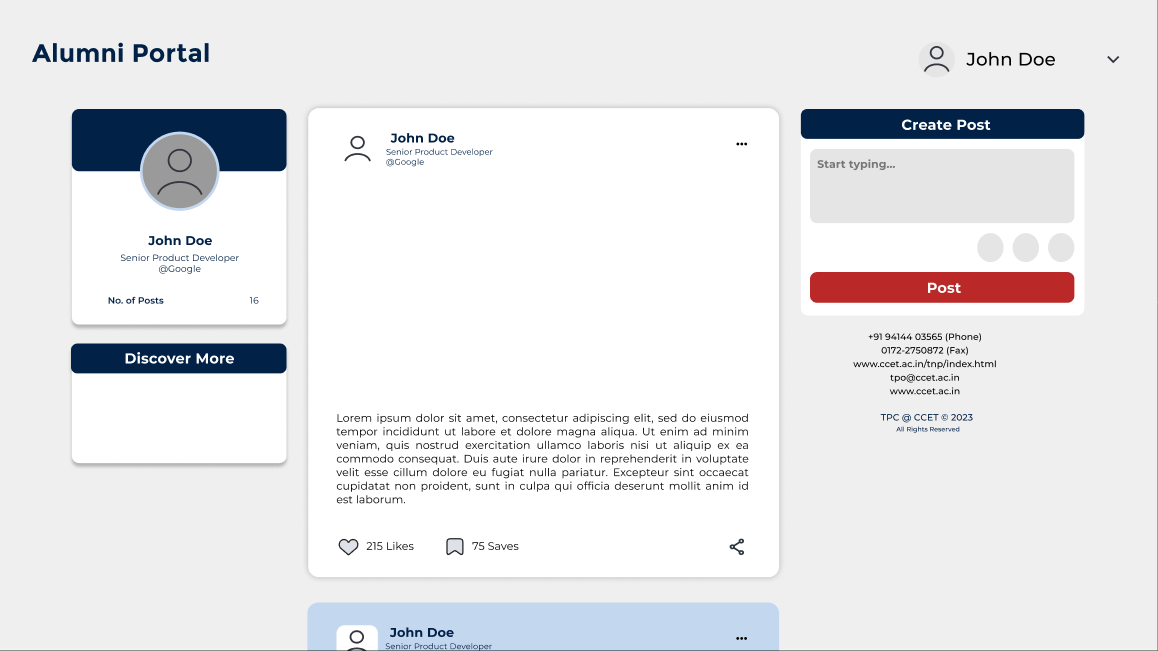 Alumni Portal
John Doe
John Doe
Senior Product Developer
@Google
No. of Posts 16
Discover More
John Doe
Senior Product Developer
@Google
Lorem ipsum dolor sit amet, consectetur adipiscing elit, sed do eiusmod
tempor incididunt ut labore et dolore magna aliqua. Ut enim ad minim
veniam, quis nostrud exercitation ullamco laboris nisi ut aliquip ex ea
commodo consequat. Duis aute irure dolor in reprehenderit in voluptate
velit esse cillum dolore eu fugiat nulla pariatur. Excepteur sint occaecat
cupidatat non proident, sunt in culpa qui officia deserunt mollit anim id
est laborum.
215 Likes 75 Saves
John Doe
Senior Product Developer
Create Post
Start typing...
Post
+91 94144 03565 (Phone)
0172-2750872 (Fax)
www.ccet.ac.in/tnp/index.html
tpo@ccet.ac.in
www.ccet.ac.in
TPC @ CCET © 2023
All Rights Reserved